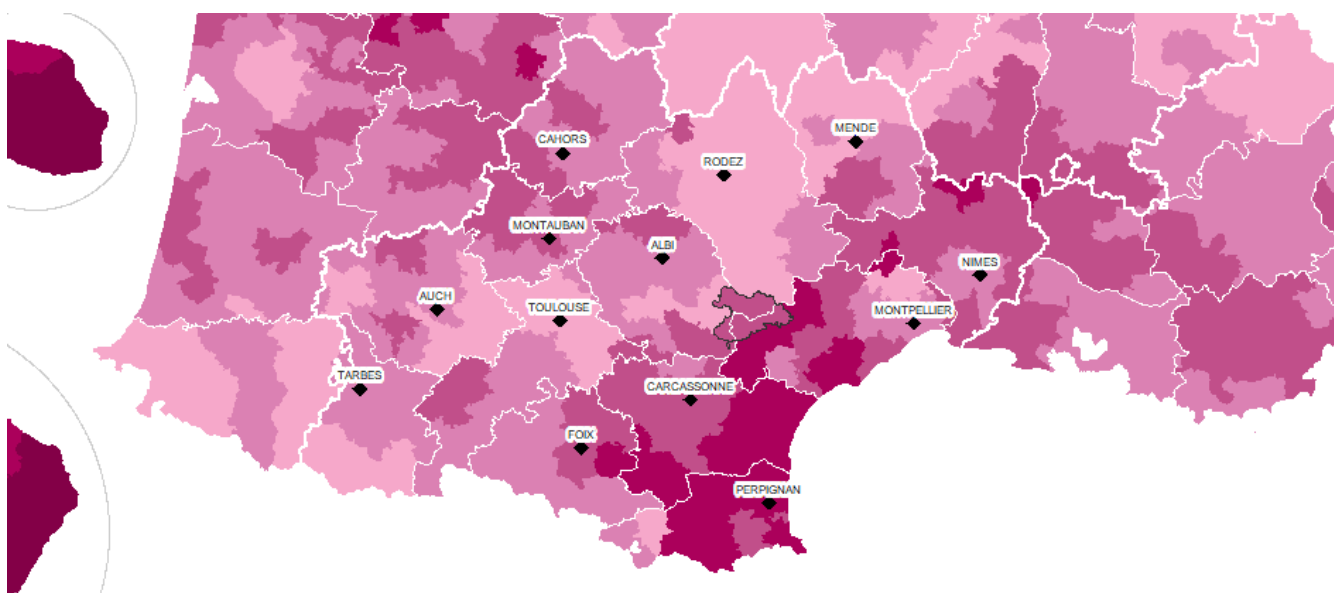 MENDE
CAHORS
RODEZ
MONTAUBAN
ALBI
NIMES
AUCH
TOULOUSE
MONTPELLIER
TARBES
CARCASSONNE
FOIX
PERPIGNAN